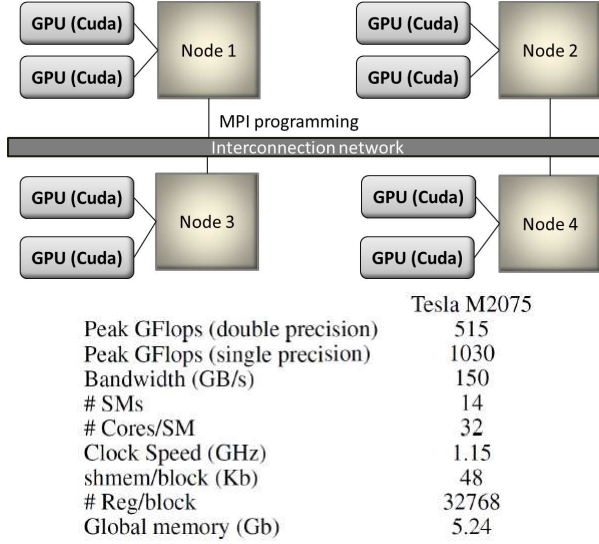 GPU (Cuda)
GPU (Cuda)
Node 1
GPU (Cuda)
GPU (Cuda)
Node 2
MPI programming
Interconnection network
GPU (Cuda)
GPU (Cuda)
Node 3
GPU (Cuda)
GPU (Cuda)
Node 4
Tesla M2075
Peak GFlops (double precision) 515
Peak GFlops (single precision) 1030
Bandwidth (GB/s) 150
# SMs 14
# Cores/SM 32
Clock Speed (GHz) 1.15
shmem/block (Kb) 48
# Reg/block 32768
Global memory (Gb) 5.24